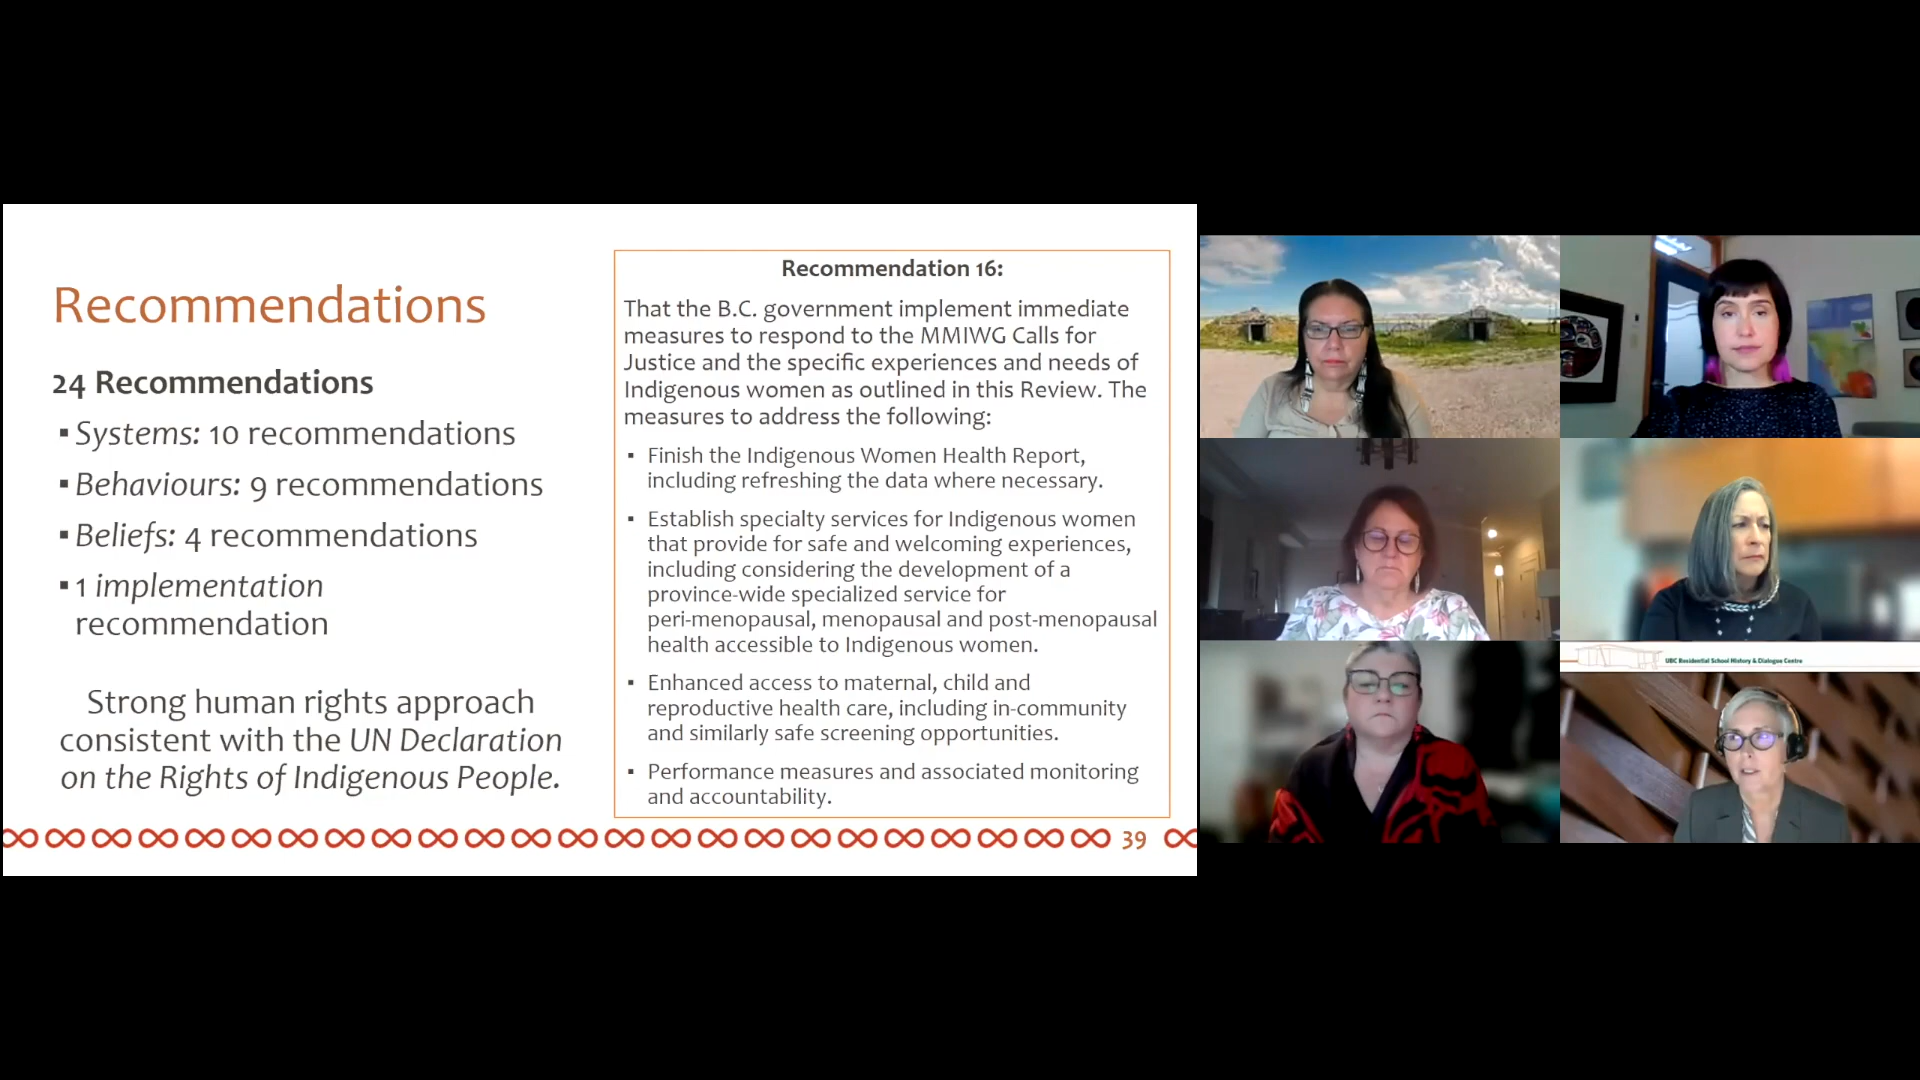 Recommendations
24 Recommendations
▪ Systems: 10 recommendations
▪ Behaviours: 9 recommendations
▪ Beliefs: 4 recommendations
▪ 1 implementation
recommendation
Strong human rights approach
consistent with the UN Declaration
on the Rights of Indigenous People.
Recommendation 16:
That the B.C. government implement immediate
measures to respond to the MMIWG Calls for
Justice and the specific experiences and needs of
Indigenous women as outlined in this Review. The
measures to address the following:
▪ Finish the Indigenous Women Health Report,
including refreshing the data where necessary.
▪ Establish specialty services for Indigenous women
that provide for safe and welcoming experiences,
including considering the development of a
province-wide specialized service for
peri-menopausal, menopausal and post-menopausal
health accessible to Indigenous women.
▪ Enhanced access to maternal, child and
reproductive health care, including in-community
and similarly safe screening opportunities.
▪ Performance measures and associated monitoring
and accountability.
39
UBC Residential School History & Dialogue Centre